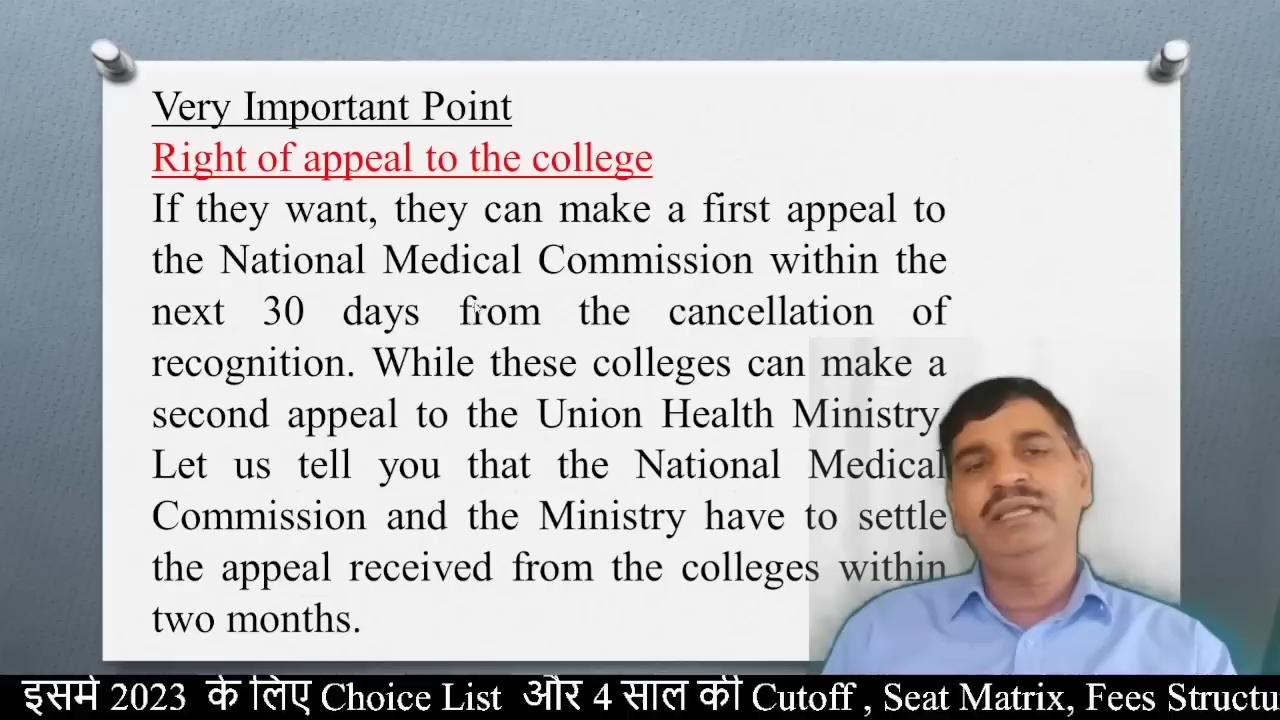 Very Important Point
Right of appeal to the college
If they want, they can make a first appeal to
the National Medical Commission within the
next 30 days from the cancellation of
recognition. While these colleges can make a
second appeal to the Union Health Ministry.
Let us tell you that the National Medical
Commission and the Ministry have to settle
the appeal received from the colleges within
two months.
इसमें 2023 के लिए Choice List और 4 साल की Cutoff , Seat Matrix, Fees Structu